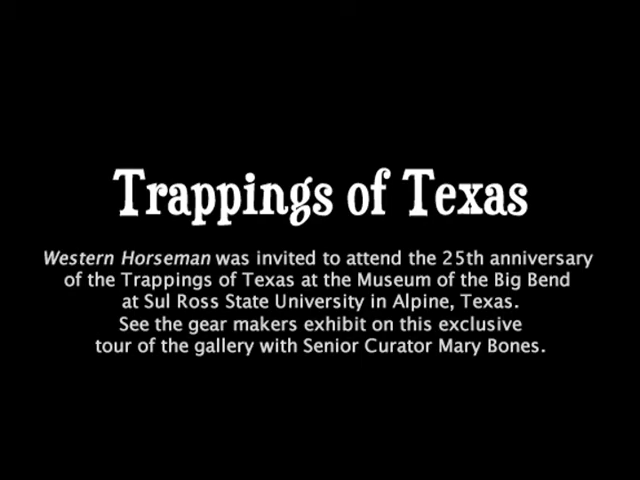 Trappings of Texas
Western Horseman was invited to attend the 25th anniversary
of the Trappings of Texas at the Museum of the Big Bend
at Sul Ross State University in Alpine, Texas.
See the gear makers exhibit on this exclusive
tour of the gallery with Senior Curator Mary Bones.